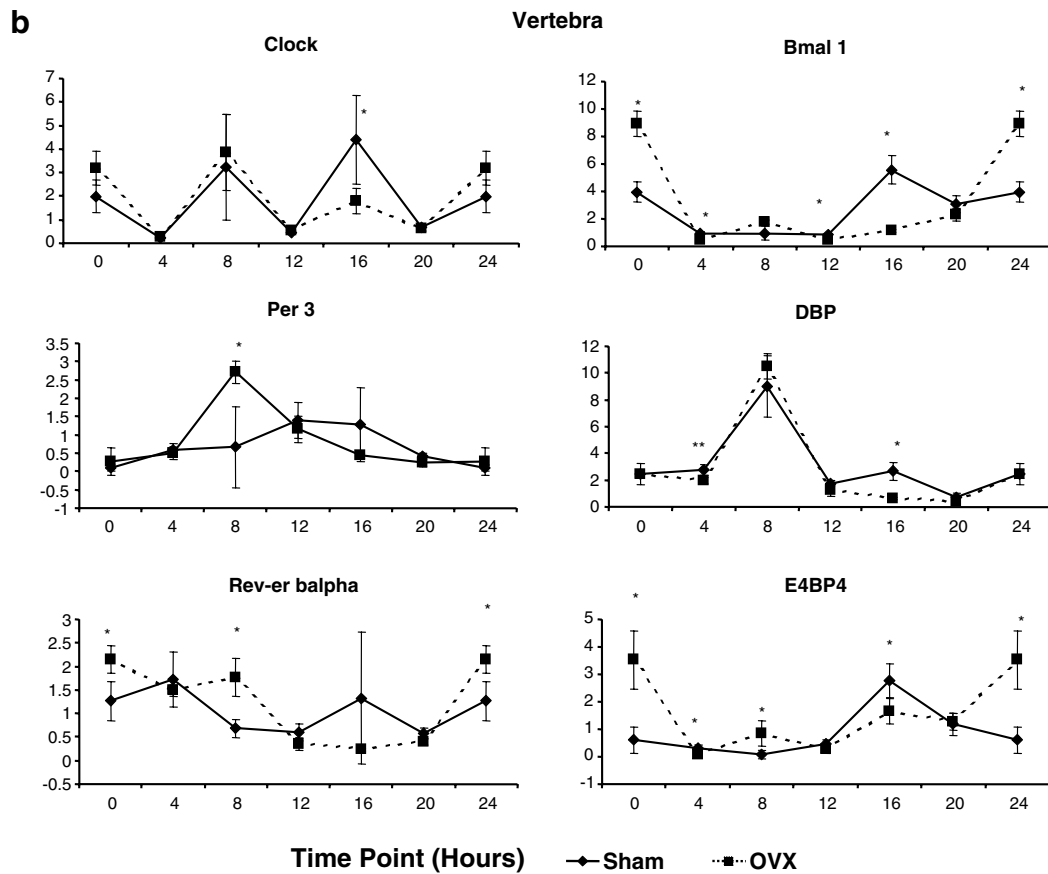 b
Vertebra
Clock
7
6
5
4
3
2
1
0
*
0 4 8 12 16 20 24
Bmal 1
12
10
8
6
4
2
0
* * * * *
0 4 8 12 16 20 24
Per 3
3.5
3
2.5
2
1.5
1
0.5
0
-0.5
-1
*
0 4 8 12 16 20 24
DBP
12
10
8
6
4
2
0
** *
0 4 8 12 16 20 24
Rev-er balpha
3
2.5
2
1.5
1
0.5
0
-0.5
* * *
0 4 8 12 16 20 24
E4BP4
5
4
3
2
1
0
-1
* * * * *
0 4 8 12 16 20 24
Time Point (Hours) Sham OVX